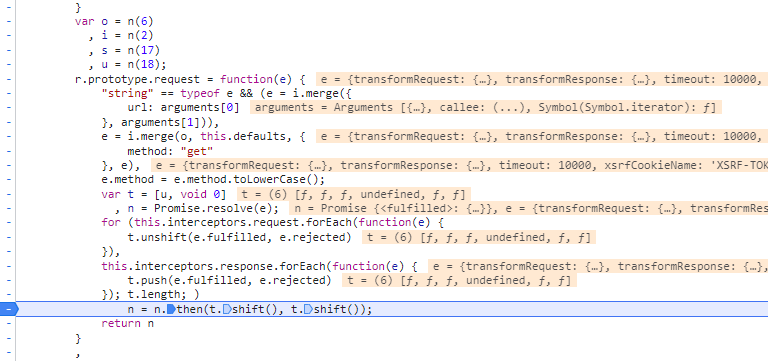 }
var o = n(6)
, i = n(2)
, s = n(17)
, u = n(18);
r.prototype.request = function(e) { e = {transformRequest: {…}, transformResponse: {…}, timeout: 10000,
"string" == typeof e && (e = i.merge({
url: arguments[0] arguments = Arguments [{…}, callee: (...), Symbol(Symbol.iterator): ƒ]
}, arguments[1])),
e = i.merge(o, this.defaults, { e = {transformRequest: {…}, transformResponse: {…}, timeout: 10000,
method: "get"
}, e), e = {transformRequest: {…}, transformResponse: {…}, timeout: 10000, xsrfCookieName: 'XSRF-TOK
e.method = e.method.toLowerCase();
var t = [u, void 0] t = (6) [ƒ, ƒ, ƒ, undefined, ƒ, ƒ]
, n = Promise.resolve(e); n = Promise {<fulfilled>: {…}}, e = {transformRequest: {…}, transf
for (this.interceptors.request.forEach(function(e) {
t.unshift(e.fulfilled, e.rejected) t = (6) [ƒ, ƒ, ƒ, undefined, ƒ, ƒ]
}),
this.interceptors.response.forEach(function(e) { e = {transformRequest: {…}, transformResponse: {…},
t.push(e.fulfilled, e.rejected) t = (6) [ƒ, ƒ, ƒ, undefined, ƒ, ƒ]
}); t.length; )
n = n.then(t.shift(), t.shift());
return n
}
,